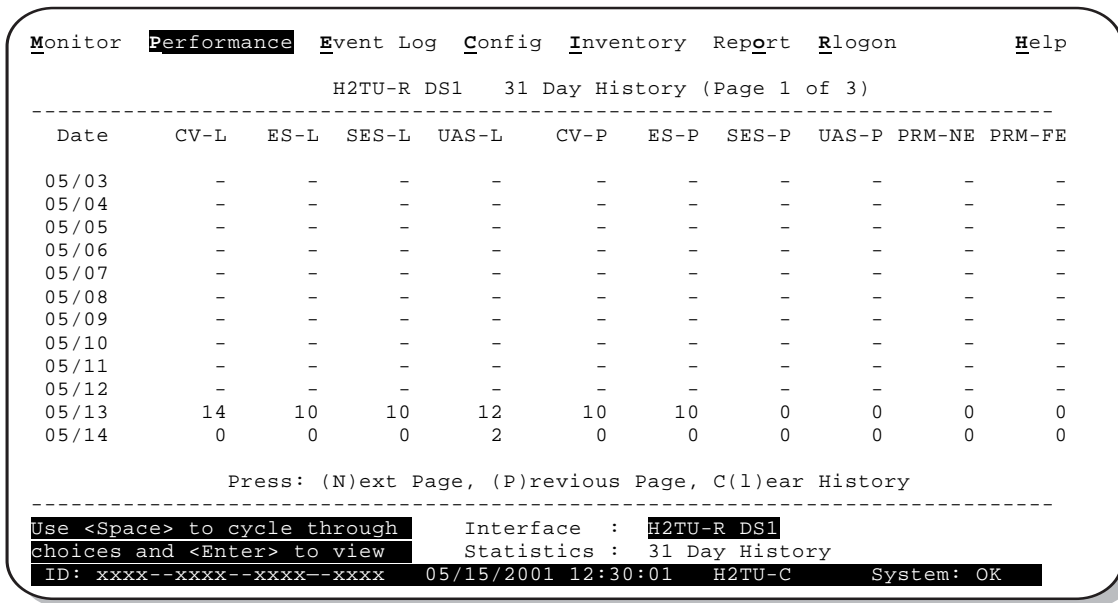 Monitor Performance Event Log Config Inventory Report Rlogon Help
H2TU-R DS1 31 Day History (Page 1 of 3)
--------------------------------------------------------------------------------
Date CV-L ES-L SES-L UAS-L CV-P ES-P SES-P UAS-P PRM-NE PRM-FE
05/03 - - - - - - - - - -
05/04 - - - - - - - - - -
05/05 - - - - - - - - - -
05/06 - - - - - - - - - -
05/07 - - - - - - - - - -
05/08 - - - - - - - - - -
05/09 - - - - - - - - - -
05/10 - - - - - - - - - -
05/11 - - - - - - - - - -
05/12 - - - - - - - - - -
05/13 14 10 10 12 10 10 0 0 0 0
05/14 0 0 0 2 0 0 0 0 0 0
Press: (N)ext Page, (P)revious Page, C(l)ear History
--------------------------------------------------------------------------------
Use <Space> to cycle through Interface : H2TU-R DS1
choices and <Enter> to view Statistics : 31 Day History
ID: xxxx--xxxx--xxxx—-xxxx 05/15/2001 12:30:01 H2TU-C System: OK